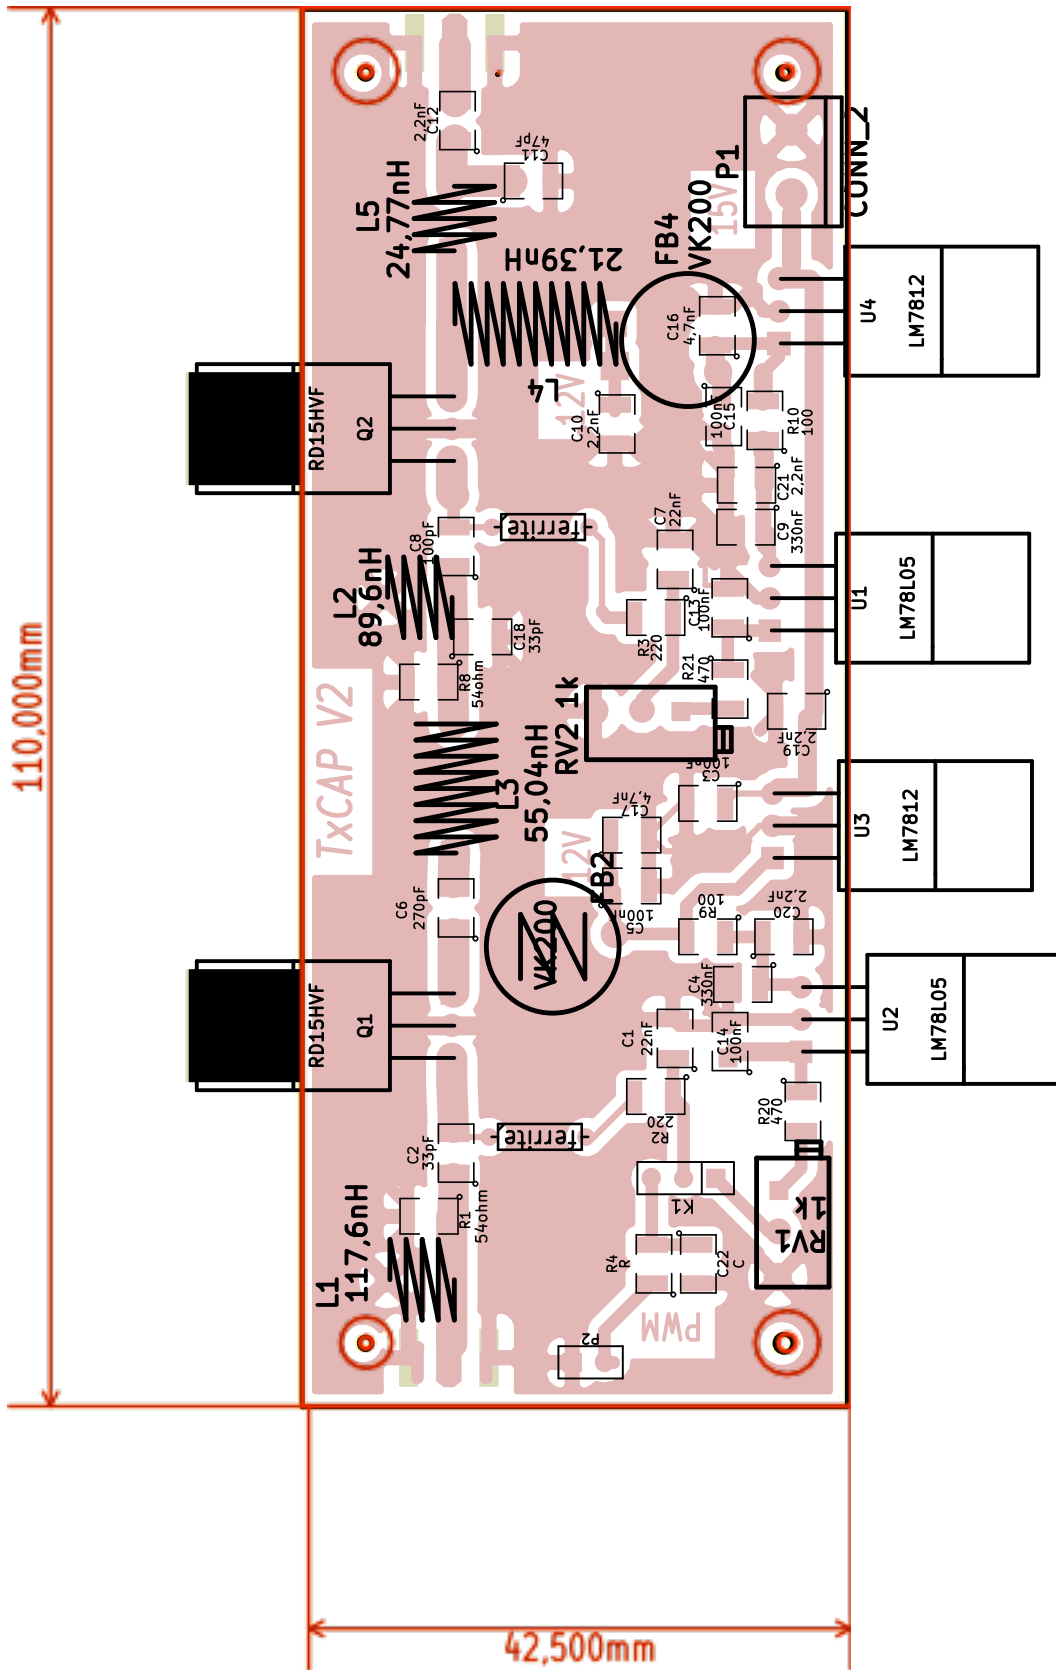 2,2nF
C12
47pF
C11
P1
CONN_2
15V
L5
24,77nH
FB4
VK200
21,39nH
L4
C16
4,7nF
U4
LM7812
12V
C10
2,2nF
100nF
C15
R10
100
RD15HVF
Q2
C21
2,2nF
C9
330nF
C8
100pF
ferrite
C7
22nF
U1
LM78L05
L2
89,6nH
C18
33pF
C13
100nF
R3
220
R21
470
R8
54ohm
RV2 1k
C19
2,2nF
TxCAP V2
110,000mm
L3
55,04nH
100nF
C3
4,7nF
C17
U3
LM7812
12V
FB2
VK200
C6
270pF
C5
100nF
R9
100
C20
2,2nF
C4
330nF
RD15HVF
Q1
C1
22nF
C14
100nF
U2
LM78L05
R2
220
R20
470
C2
33pF
ferrite
K1
RV1
1k
L1
117,6nH
R1
54ohm
R4
R
C22
C
PWM
P2
42,500mm